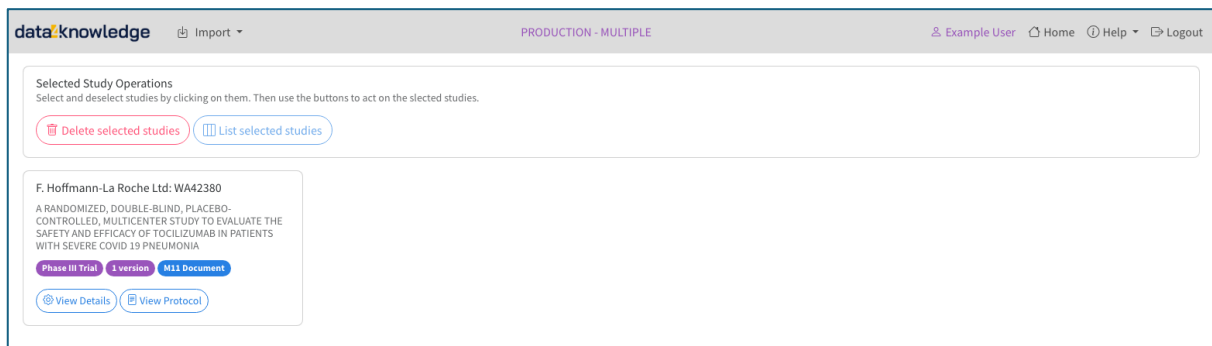 data4knowledge Import PRODUCTION - MULTIPLE Example User Home Help Logout
Selected Study Operations
Select and deselect studies by clicking on them. Then use the buttons to act on the slected studies.
Delete selected studies List selected studies
F. Hoffmann-La Roche Ltd: WA42380
A RANDOMIZED, DOUBLE-BLIND, PLACEBO-
CONTROLLED, MULTICENTER STUDY TO EVALUATE THE
SAFETY AND EFFICACY OF TOCILIZUMAB IN PATIENTS
WITH SEVERE COVID 19 PNEUMONIA
Phase III Trial 1 version M11 Document
View Details View Protocol